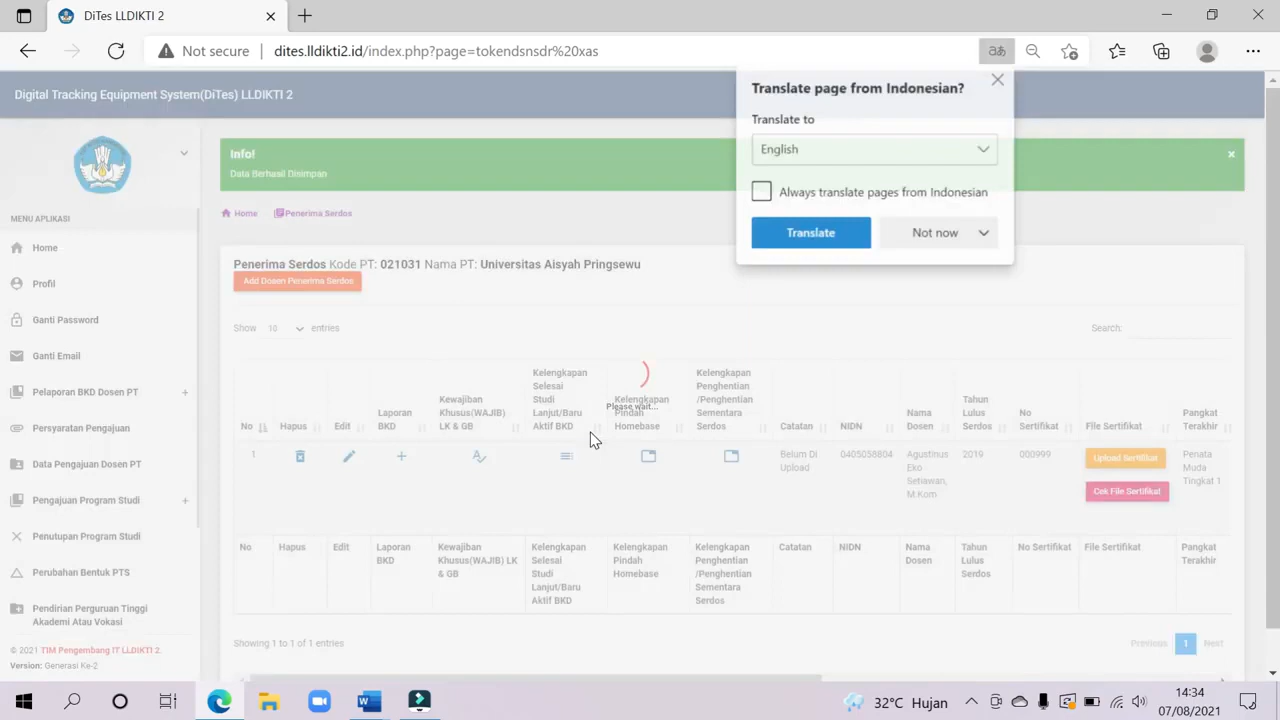 DiTes LLDIKTI 2
Not secure
dites.lldikti2.id/index.php?page=tokendsnsdr%20xas
Digital Tracking Equipment System(DiTes) LLDIKTI 2
Translate page from Indonesian?
Translate to
English
Always translate pages from Indonesian
Translate
Not now
MENU APLIKASI
Home
Profil
Ganti Password
Ganti Email
Pelaporan BKD Dosen PT
Persyaratan Pengajuan
Data Pengajuan Dosen PT
Pengajuan Program Studi
Penutupan Program Studi
Perubahan Bentuk PTS
Pendirian Perguruan Tinggi
Akademi Atau Vokasi
© 2021 TIM Pengembang IT LLDIKTI 2.
Version: Generasi Ke-2
Info!
Data Berhasil Disimpan
Home
Penerima Serdos
Penerima Serdos Kode PT: 021031 Nama PT: Universitas Aisyah Pringsewu
Add Dosen Penerima Serdos
Show 10 entries
Search:
No
Hapus
Edit
Laporan
BKD
Kewajiban
Khusus(WAJIB)
LK & GB
Kelengkapan
Selesai
Studi
Lanjut/Baru
Aktif BKD
Kelengkapan
Pindah
Homebase
Kelengkapan
Penghentian
/Penghentian
Sementara
Serdos
Catatan
NIDN
Nama
Dosen
Tahun
Lulus
Serdos
No
Sertifikat
File Sertifikat
Pangkat
Terakhir
Please wait...
1
Belum Di
Upload
0405058804
Agustinus
Eko
Setiawan,
M.Kom
2019
000999
Upload Sertifikat
Cek File Sertifikat
Penata
Muda
Tingkat 1
No
Hapus
Edit
Laporan
BKD
Kewajiban
Khusus(WAJIB) LK
& GB
Kelengkapan
Selesai
Studi
Lanjut/Baru
Aktif BKD
Kelengkapan
Pindah
Homebase
Kelengkapan
Penghentian
/Penghentian
Sementara
Serdos
Catatan
NIDN
Nama
Dosen
Tahun
Lulus
Serdos
No Sertifikat
File Sertifikat
Pangkat
Terakhir
Showing 1 to 1 of 1 entries
Previous 1 Next
32°C Hujan
14:34
07/08/2021